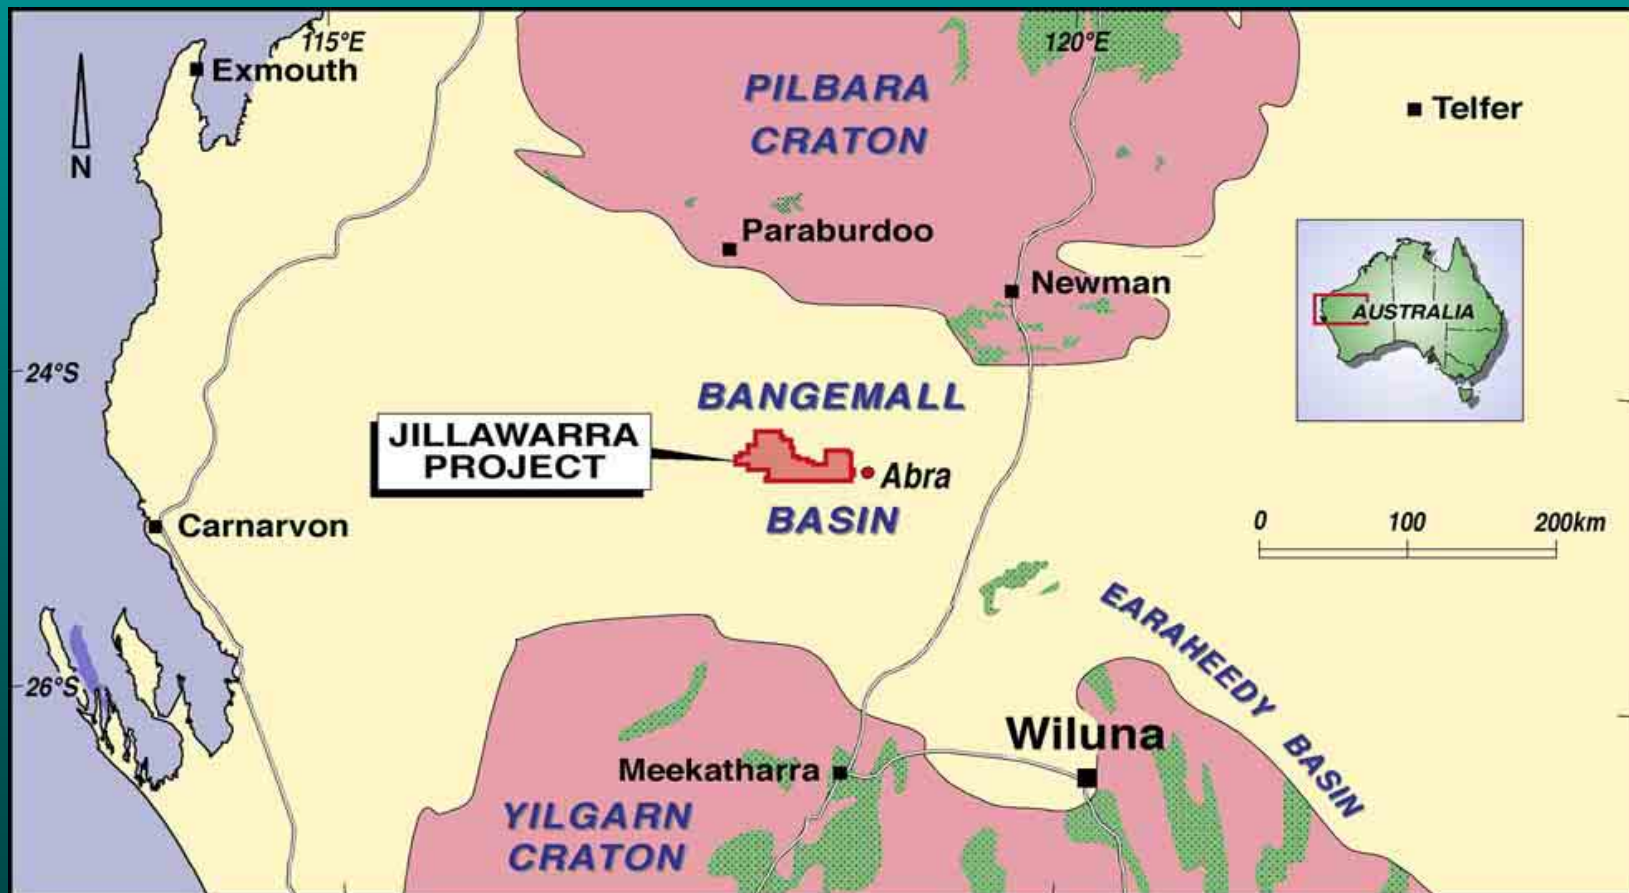 115°E
120°E
Exmouth
N
PILBARA
CRATON
Telfer
Paraburdoo
Newman
AUSTRALIA
24°S
BANGEMALL
JILLAWARRA
PROJECT
Abra
BASIN
Carnarvon
0 100 200km
EARAHEEDY BASIN
26°S
Wiluna
Meekatharra
YILGARN
CRATON